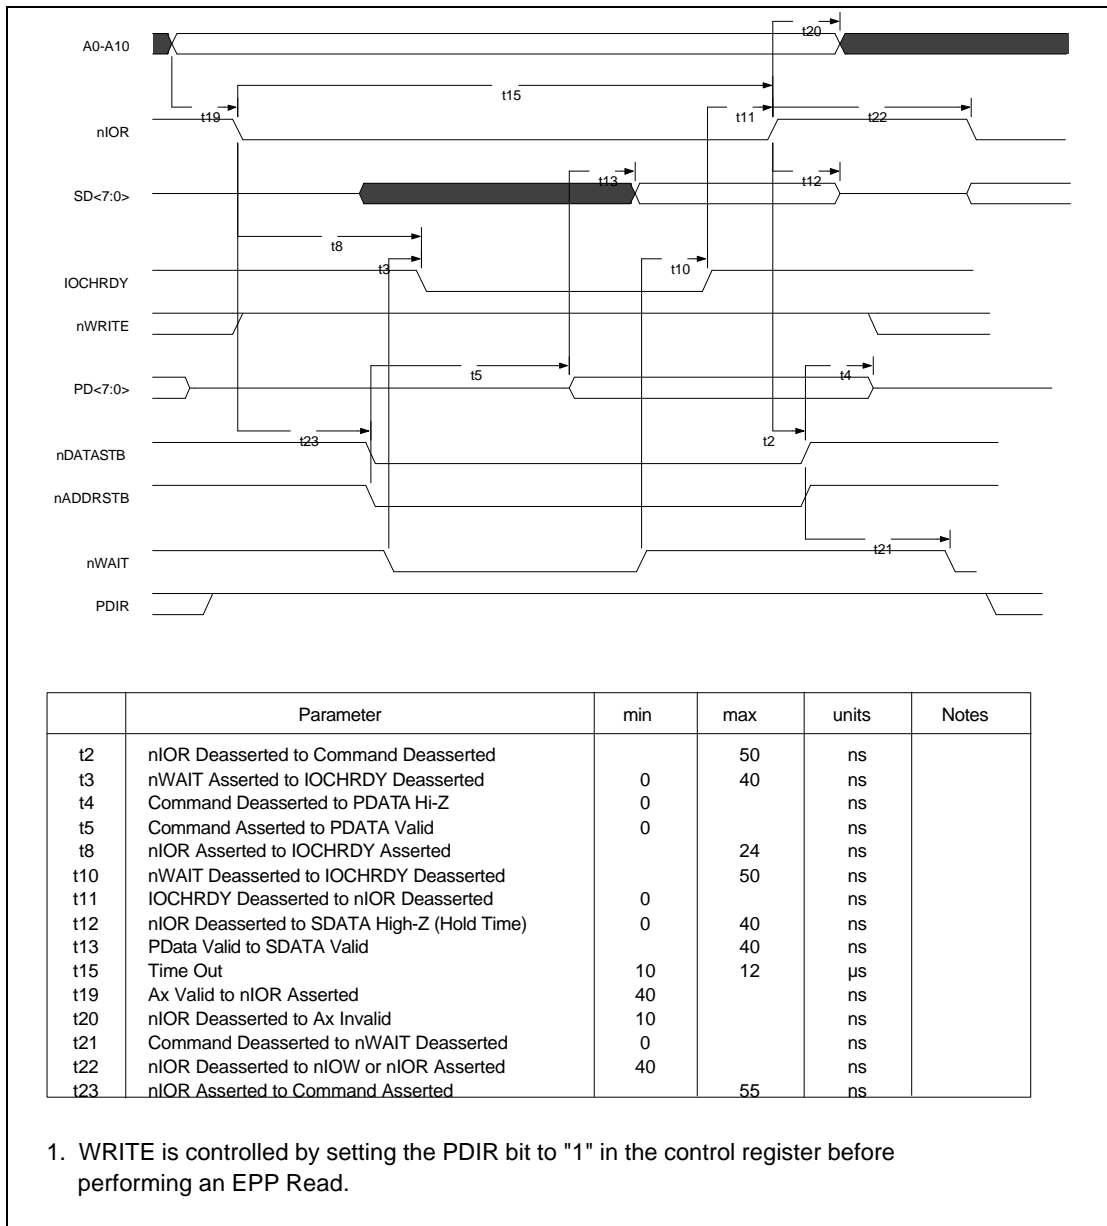 t20
A0-A10
t15
t19
t11
t22
nIOR
t13
t12
SD<7:0>
t8
t3
t10
IOCHRDY
nWRITE
t5
t4
PD<7:0>
t23
t2
nDATASTB
nADDRSTB
t21
nWAIT
PDIR
Parameter min max units Notes
t2 nIOR Deasserted to Command Deasserted 50 ns
t3 nWAIT Asserted to IOCHRDY Deasserted 0 40 ns
t4 Command Deasserted to PDATA Hi-Z 0 ns
t5 Command Asserted to PDATA Valid 0 ns
t8 nIOR Asserted to IOCHRDY Asserted 24 ns
t10 nWAIT Deasserted to IOCHRDY Deasserted 50 ns
t11 IOCHRDY Deasserted to nIOR Deasserted 0 ns
t12 nIOR Deasserted to SDATA High-Z (Hold Time) 0 40 ns
t13 PData Valid to SDATA Valid 40 ns
t15 Time Out 10 12 µs
t19 Ax Valid to nIOR Asserted 40 ns
t20 nIOR Deasserted to Ax Invalid 10 ns
t21 Command Deasserted to nWAIT Deasserted 0 ns
t22 nIOR Deasserted to nIOW or nIOR Asserted 40 ns
t23 nIOR Asserted to Command Asserted 55 ns
1. WRITE is controlled by setting the PDIR bit to "1" in the control register before
performing an EPP Read.